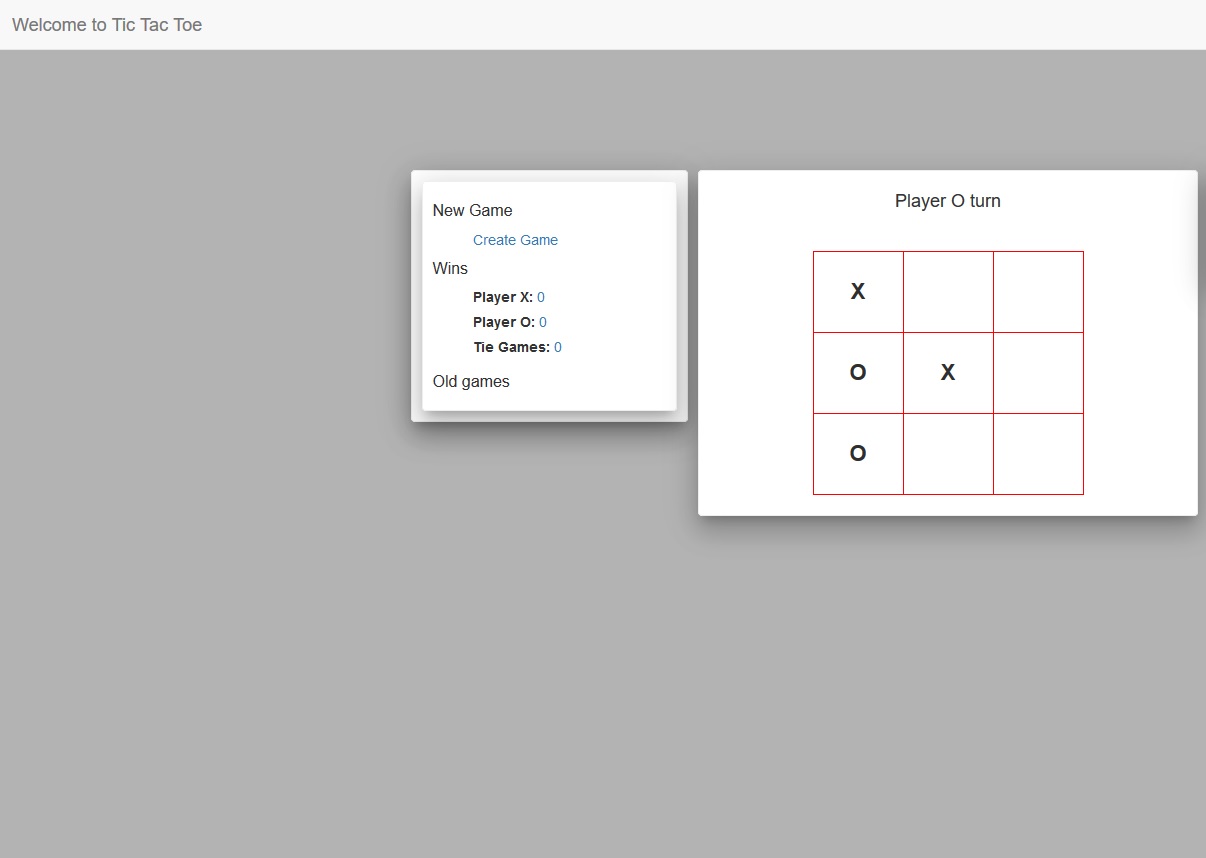 Welcome to Tic Tac Toe
New Game
Create Game
Wins
Player X: 0
Player O: 0
Tie Games: 0
Old games
Player O turn
X
O X
O